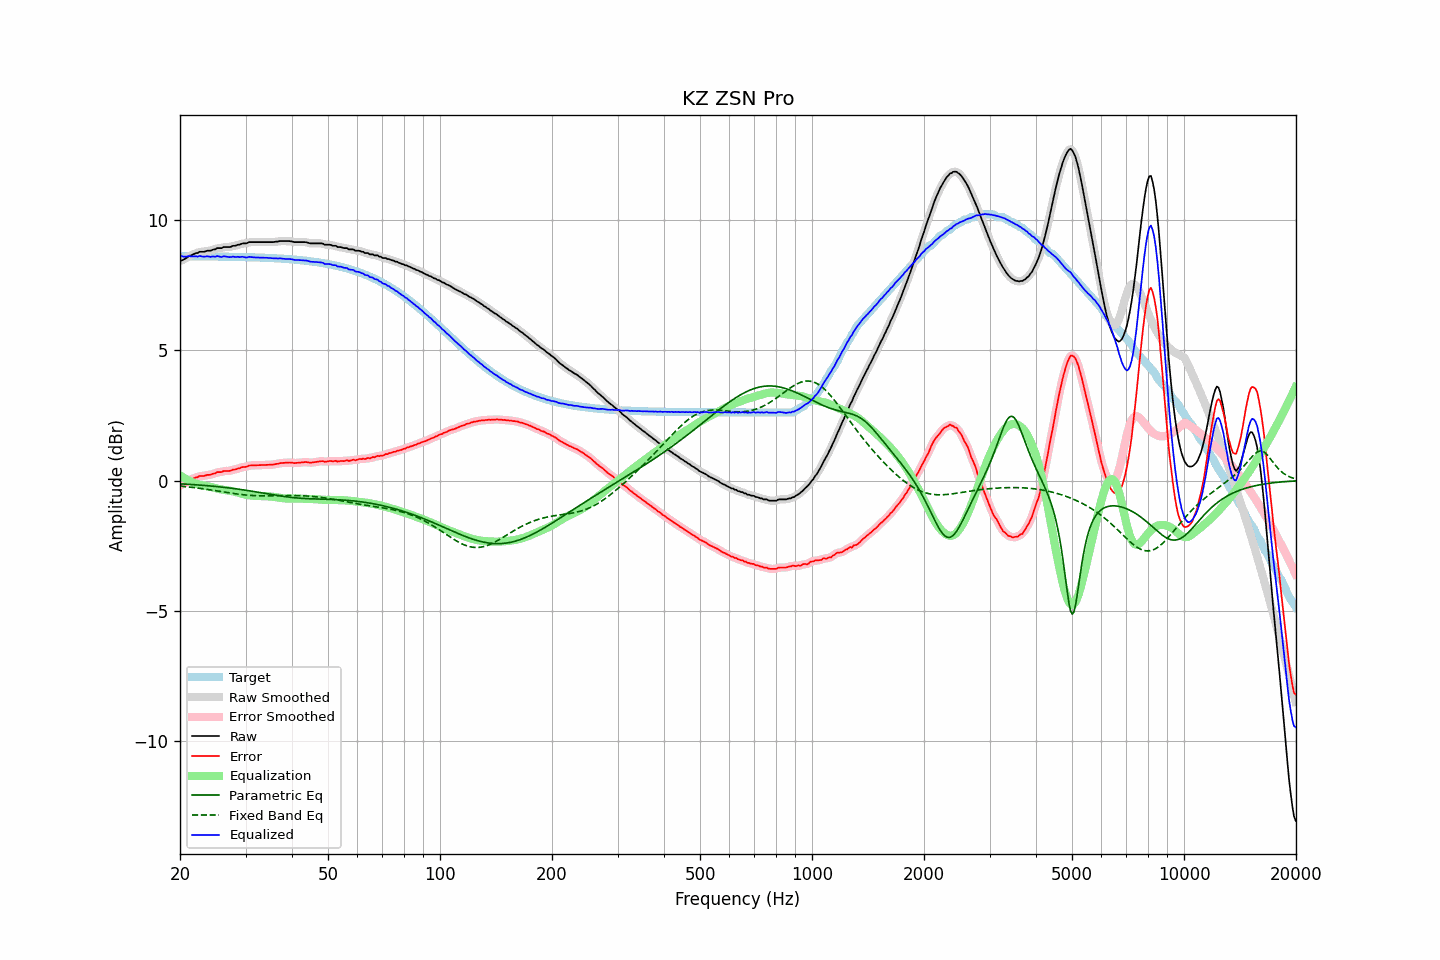 KZ ZSN Pro
Amplitude (dBr)
10
5
0
−5
−10
Target
Raw Smoothed
Error Smoothed
Raw
Error
Equalization
Parametric Eq
Fixed Band Eq
Equalized
20 50 100 200 500 1000 2000 5000 10000 20000
Frequency (Hz)